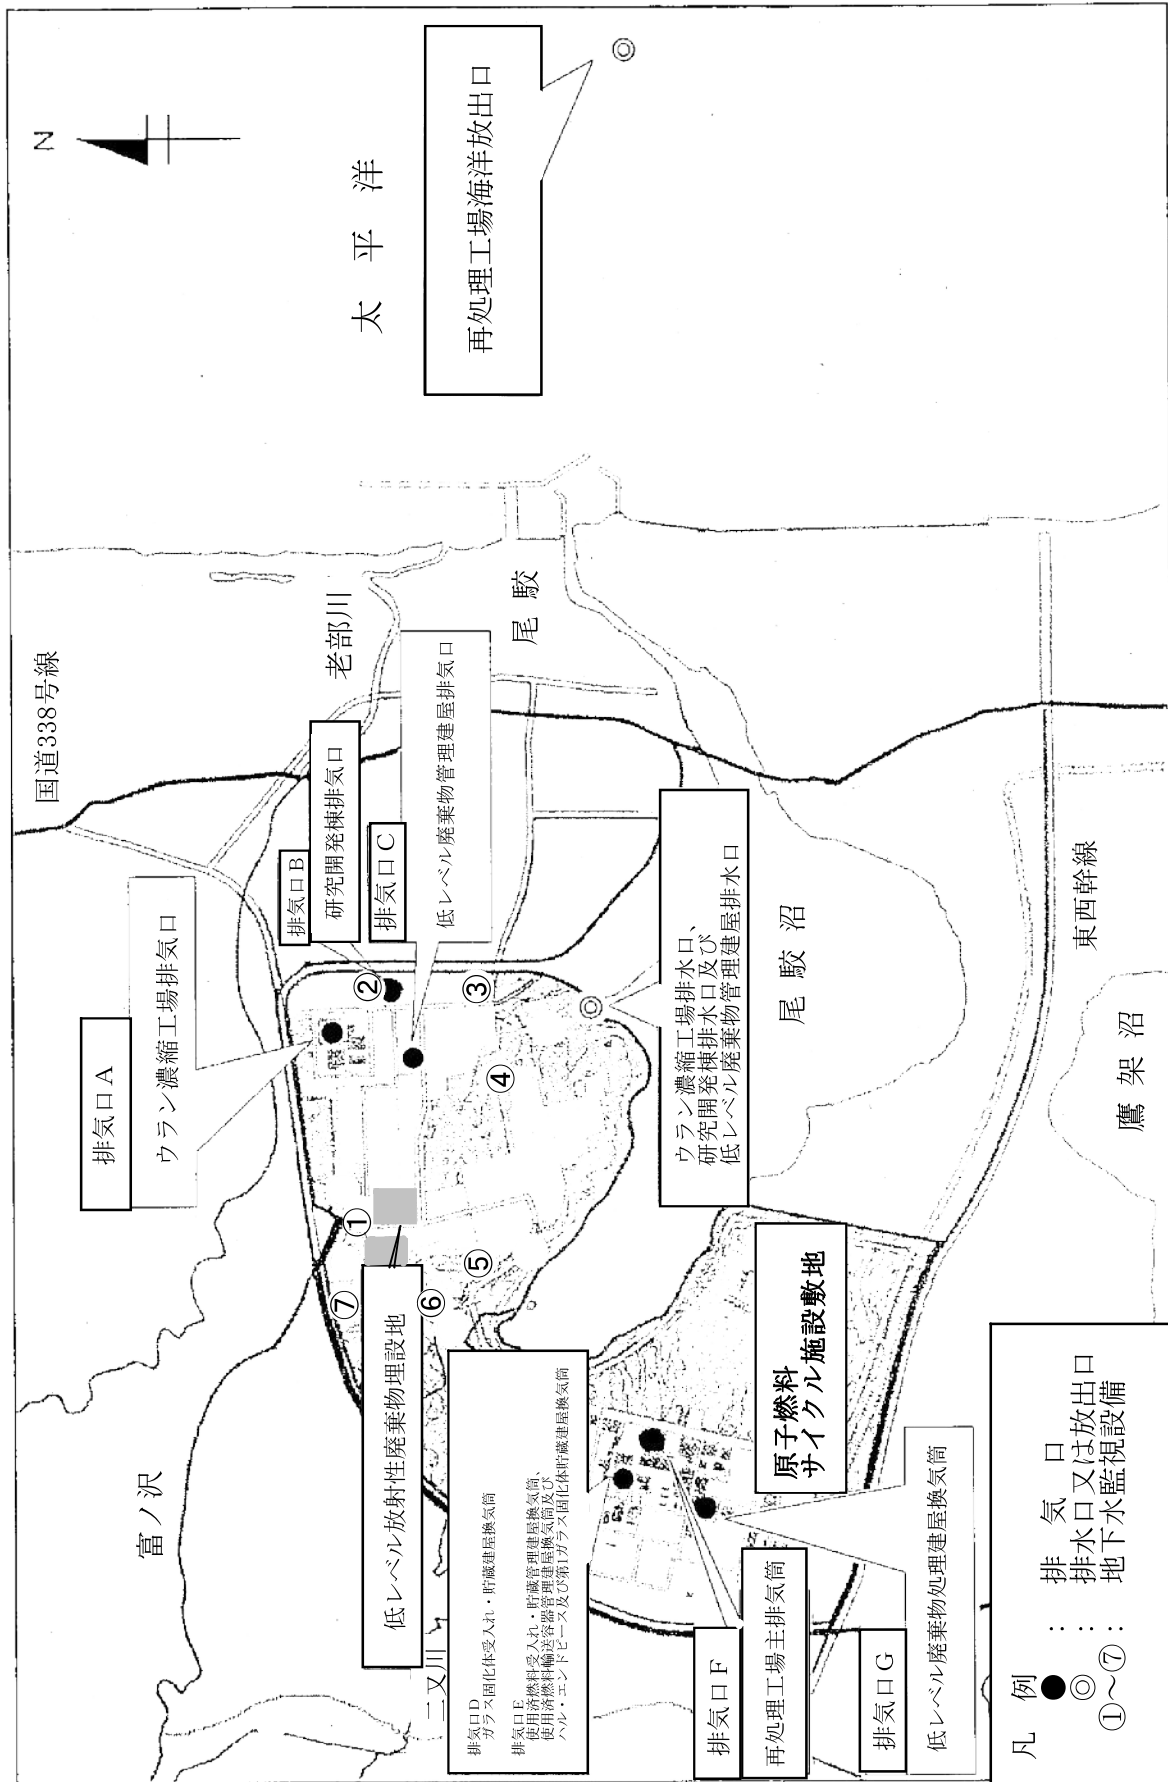 N
国道338号線
富ノ沢
老部川
太平洋
尾駮
二又川
尾駮沼
東西幹線
鷹架沼
排気口A
ウラン濃縮工場排気口
排気口B
研究開発棟排気口
排気口C
低レベル廃棄物管理建屋排気口
再処理工場海洋放出口
①
②
③
④
⑤
⑥
⑦
低レベル放射性廃棄物埋設地
ウラン濃縮工場排水口、
研究開発棟排水口及び
低レベル廃棄物管理建屋排水口
排気口D
ガラス固化体受入れ・貯蔵建屋換気筒
排気口E
使用済燃料受入れ・貯蔵管理建屋換気筒、
使用済燃料輸送容器管理建屋換気筒及び
ハル・エンドピース及び第1ガラス固化体貯蔵建屋換気筒
原子燃料
サイクル施設敷地
排気口F
再処理工場主排気筒
排気口G
低レベル廃棄物処理建屋換気筒
凡例
● : 排気口
◎ : 排水口又は放出口
①～⑦ : 地下水監視設備